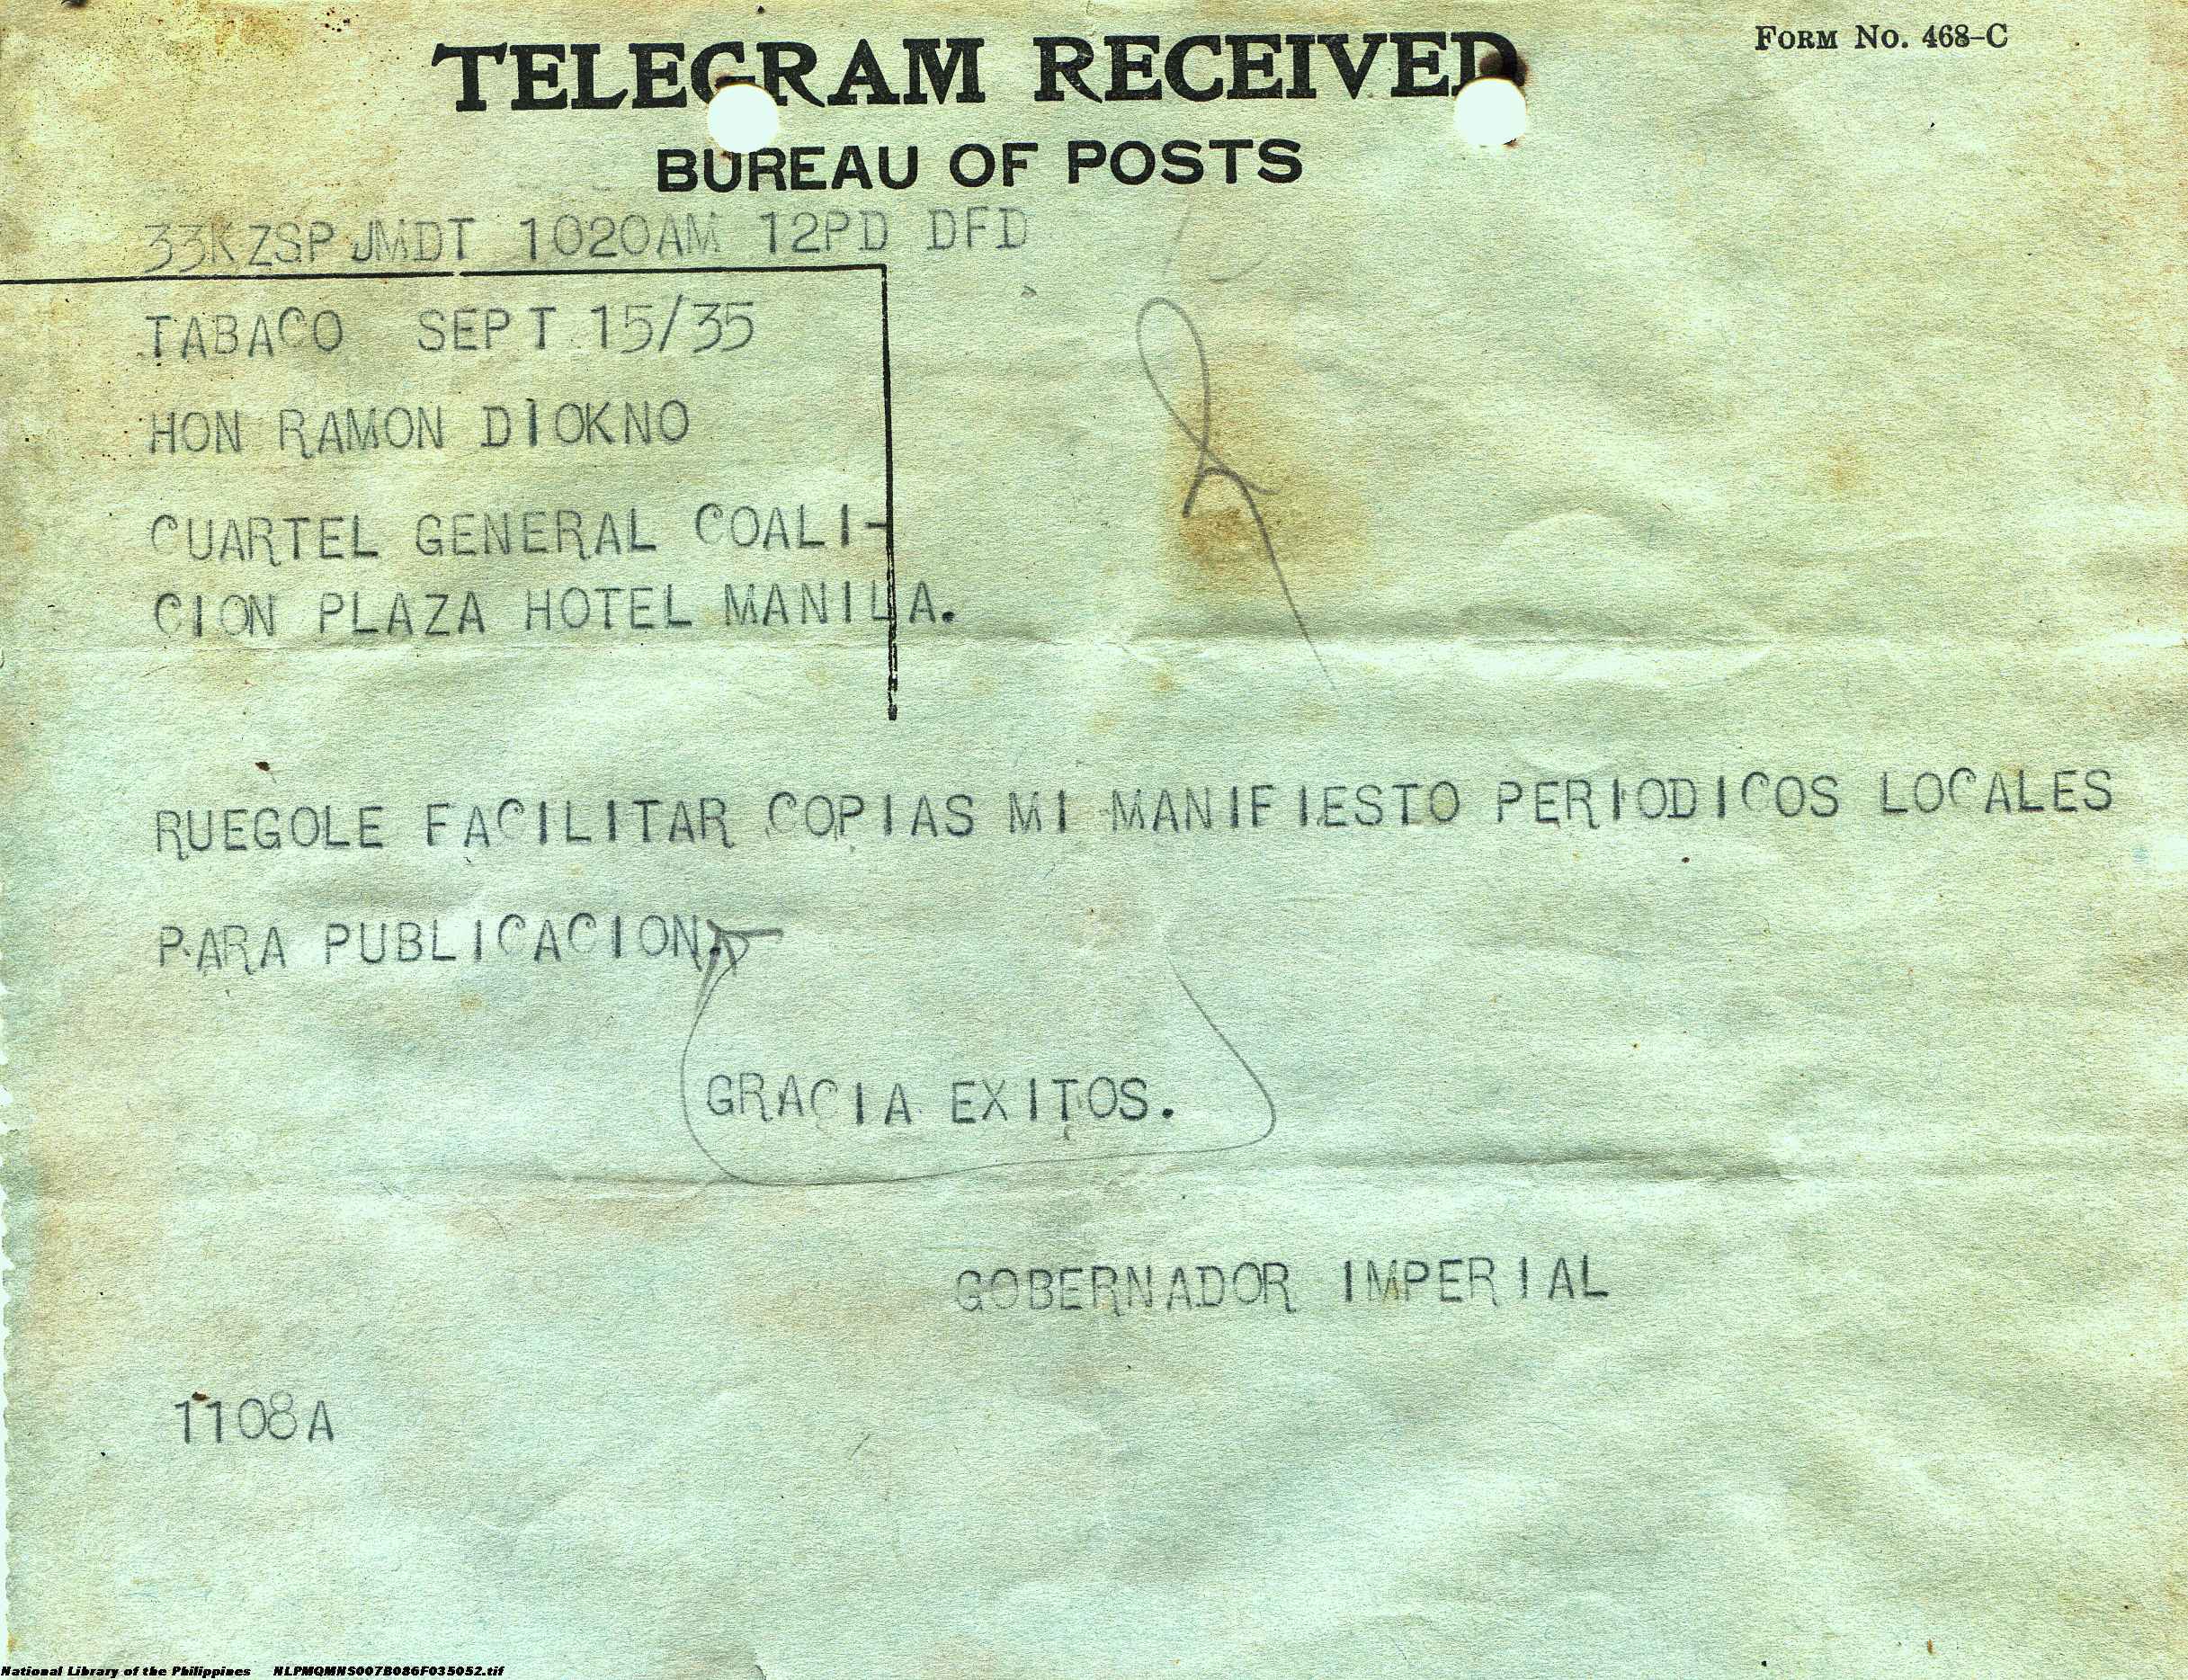 FORM NO. 468-C
TELEGRAM RECEIVED
BUREAU OF POSTS
33KZSP JMDT 1020AM 12PD DFD
TABACO SEPT 15/35
HON RAMON DIOKNO
CUARTEL GENERAL COALI-
CION PLAZA HOTEL MANILA.
RUEGOLE FACILITAR COPIAS MI MANIFIESTO PERIODICOS LOCALES
PARA PUBLICACION.
GRACIA EXITOS.
GOBERNADOR IMPERIAL
1108A
National Library of the Philippines NLPMQMNS007B086F035052.tif